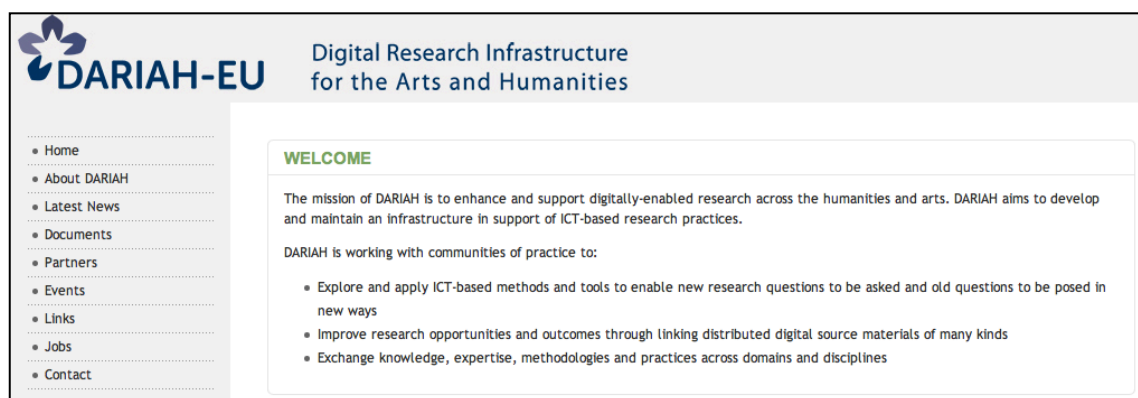 DARIAH-EU
Digital Research Infrastructure
for the Arts and Humanities
Home
About DARIAH
Latest News
Documents
Partners
Events
Links
Jobs
Contact
WELCOME
The mission of DARIAH is to enhance and support digitally-enabled research across the humanities and arts. DARIAH aims to develop
and maintain an infrastructure in support of ICT-based research practices.
DARIAH is working with communities of practice to:
Explore and apply ICT-based methods and tools to enable new research questions to be asked and old questions to be posed in
new ways
Improve research opportunities and outcomes through linking distributed digital source materials of many kinds
Exchange knowledge, expertise, methodologies and practices across domains and disciplines